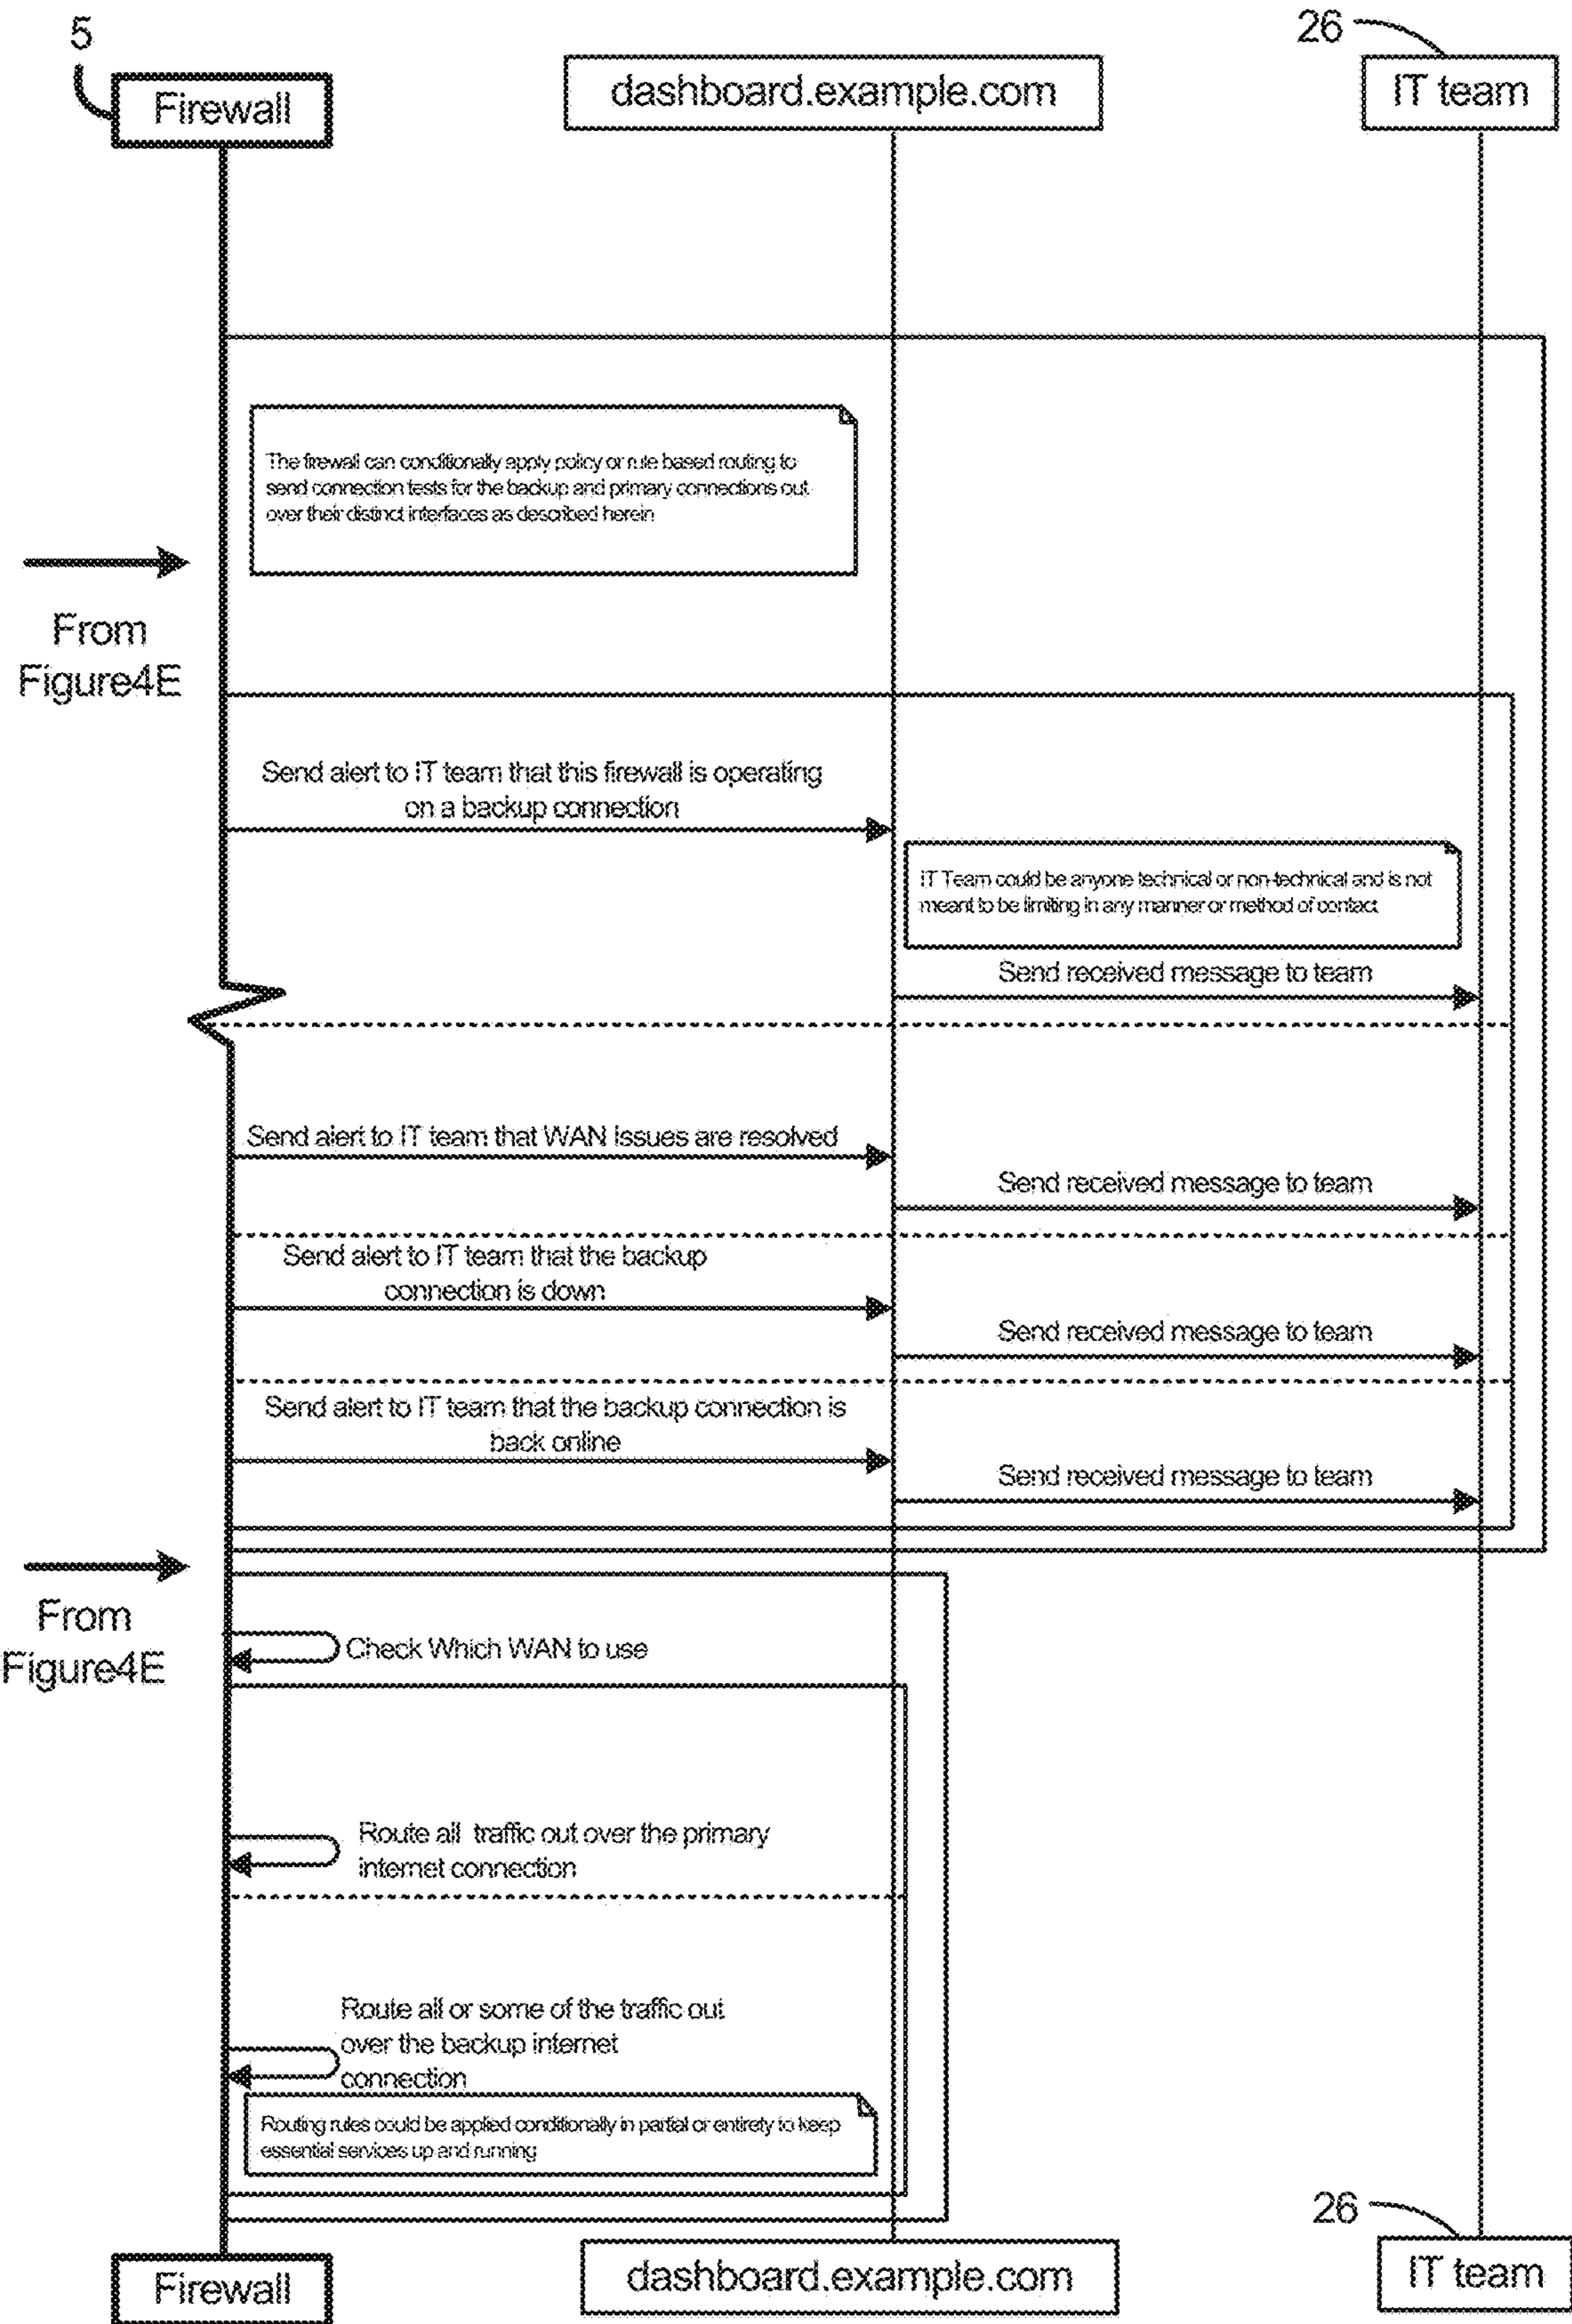 5
26
Firewall
dashboard.example.com
IT team
The firewall can conditionally apply policy or rule based routing to
send connection tests for the backup and primary connections out
over their distinct interfaces as described herein
From
Figure4E
Send alert to IT team that this firewall is operating
on a backup connection
IT Team could be anyone technical or non-technical and is not
meant to be limiting in any manner or method of contact
Send received message to team
Send alert to IT team that WAN issues are resolved
Send received message to team
Send alert to IT team that the backup
connection is down
Send received message to team
Send alert to IT team that the backup connection is
back online
Send received message to team
From
Figure4E
Check Which WAN to use
Route all traffic out over the primary
internet connection
Route all or some of the traffic out
over the backup internet
connection
Routing rules could be applied conditionally in partial or entirety to keep
essential services up and running
26
Firewall
dashboard.example.com
IT team